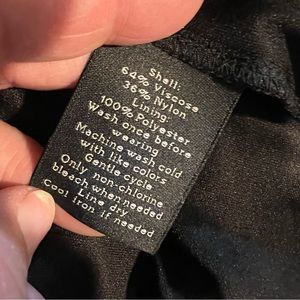 Shell:
64% Viscose
36% Nylon
Lining:
100% Polyester
Wash once before
wearing
Machine wash cold
with like colors
Gentle cycle
Only non-chlorine
bleach when needed
Line dry
cool Iron if needed